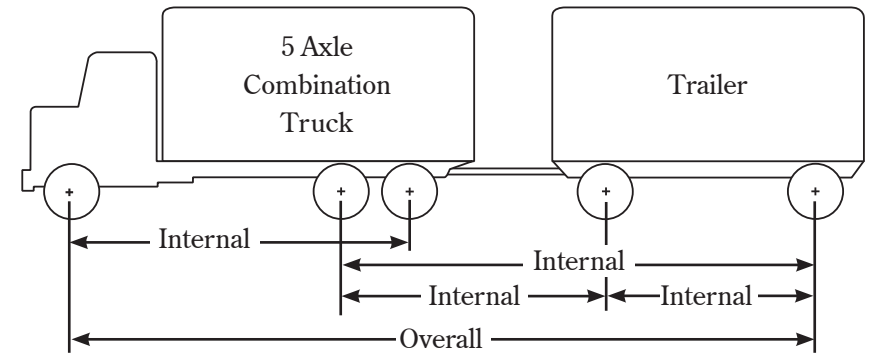 5 Axle
Combination
Truck
Trailer
Internal
Internal
Internal
Internal
Overall